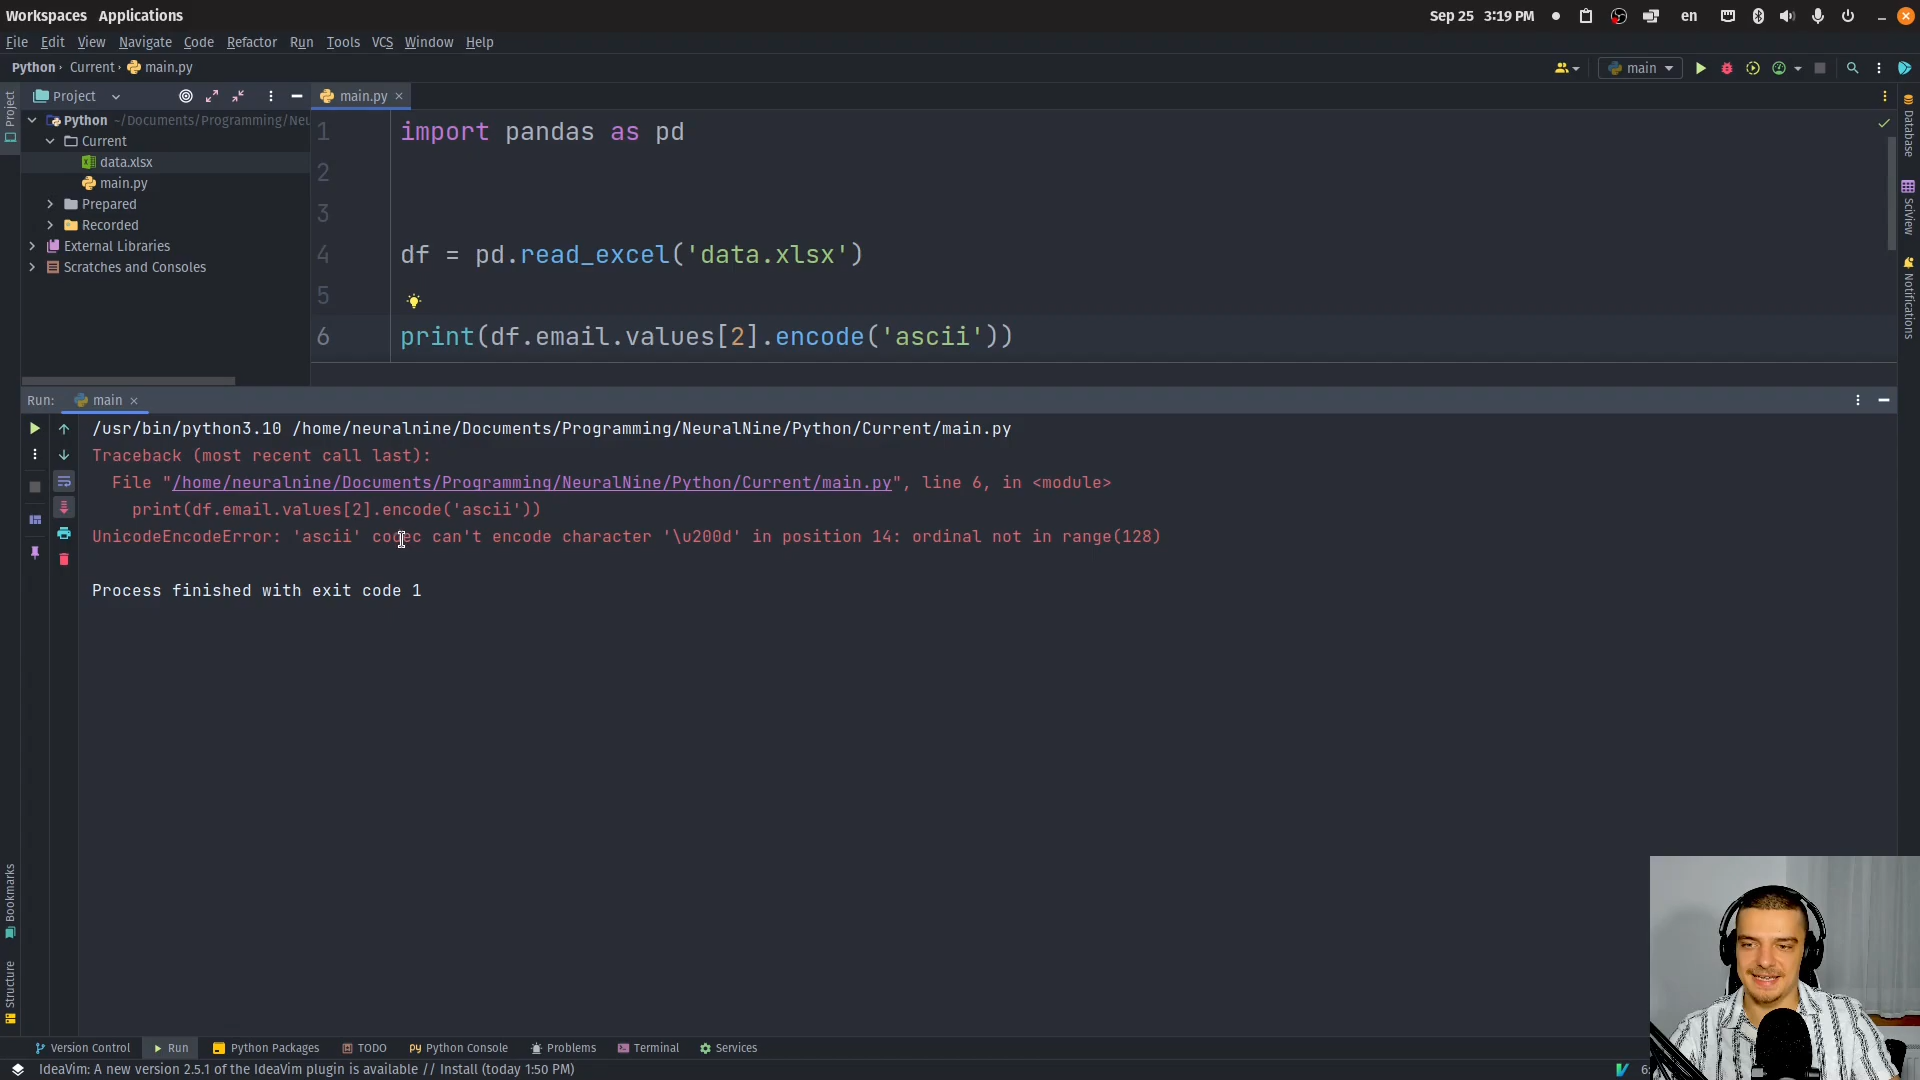 Workspaces Applications
Sep 25 3:19 PM en
File Edit View Navigate Code Refactor Run Tools VCS Window Help
Python Current main.py
main
Project
main.py
Project
Python ~/Documents/Programming/Neu
Current
data.xlsx
main.py
Prepared
Recorded
External Libraries
Scratches and Consoles
1 import pandas as pd
2
3
4 df = pd.read_excel('data.xlsx')
5
6 print(df.email.values[2].encode('ascii'))
Database
SciView
Notifications
Run: main
/usr/bin/python3.10 /home/neuralnine/Documents/Programming/NeuralNine/Python/Current/main.py
Traceback (most recent call last):
File "/home/neuralnine/Documents/Programming/NeuralNine/Python/Current/main.py", line 6, in <module>
print(df.email.values[2].encode('ascii'))
UnicodeEncodeError: 'ascii' codec can't encode character '\u200d' in position 14: ordinal not in range(128)
Process finished with exit code 1
Bookmarks
Structure
Version Control Run Python Packages TODO Python Console Problems Terminal Services
IdeaVim: A new version 2.5.1 of the IdeaVim plugin is available // Install (today 1:50 PM)